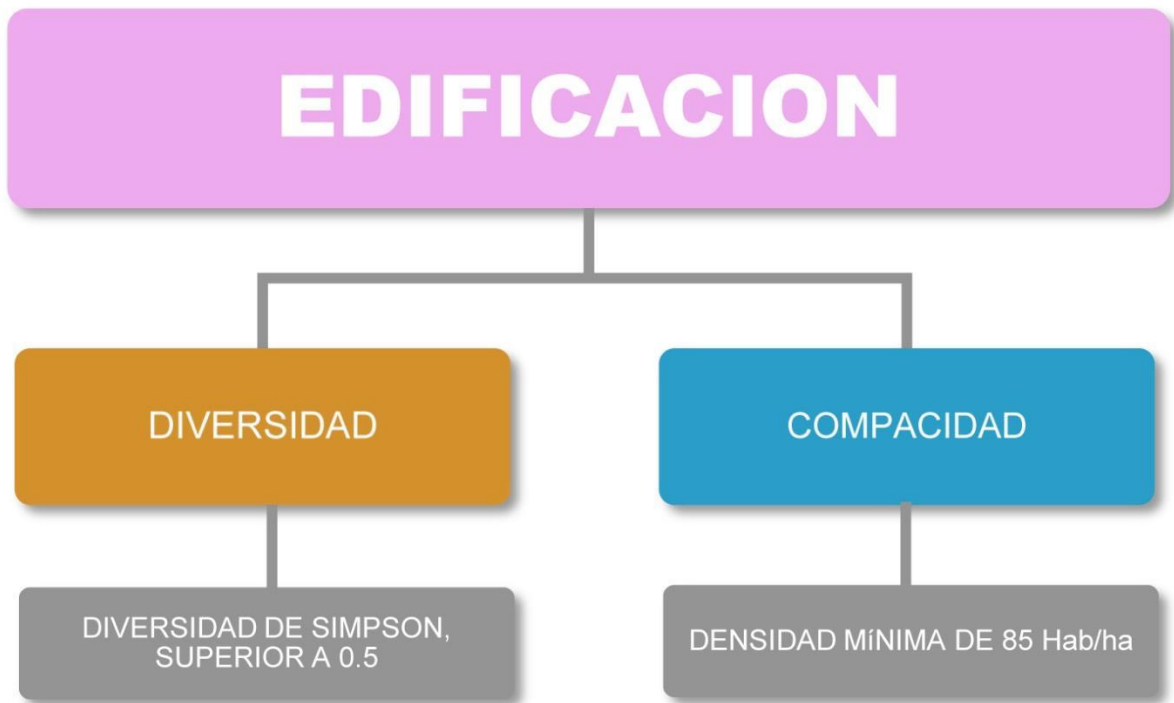 EDIFICACION
DIVERSIDAD
COMPACIDAD
DIVERSIDAD DE SIMPSON,
SUPERIOR A 0.5
DENSIDAD MíNIMA DE 85 Hab/ha